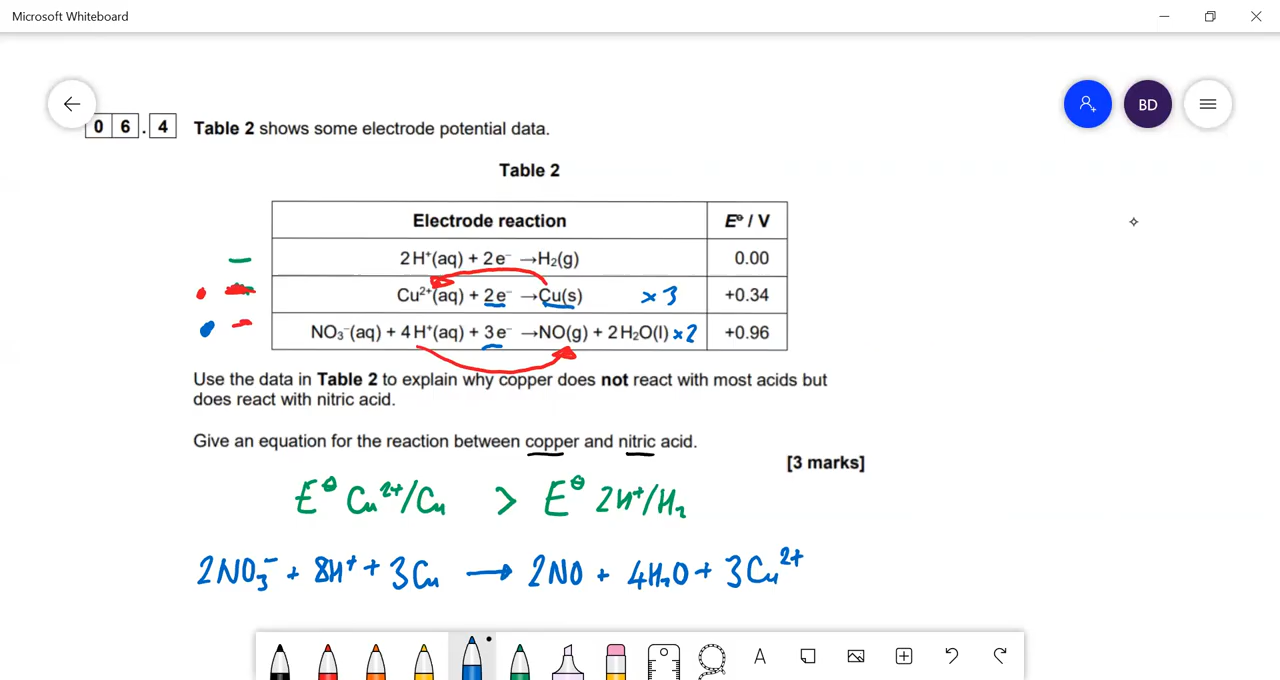 Microsoft Whiteboard
BD
0 6 . 4 Table 2 shows some electrode potential data.
Table 2
Electrode reaction E⦵ / V
2H⁺(aq) + 2e⁻ →H₂(g) 0.00
Cu²⁺(aq) + 2e⁻ →Cu(s) ×3 +0.34
NO₃⁻(aq) + 4H⁺(aq) + 3e⁻ →NO(g) + 2H₂O(l) ×2 +0.96
Use the data in Table 2 to explain why copper does not react with most acids but
does react with nitric acid.
Give an equation for the reaction between copper and nitric acid.
[3 marks]
E⦵ Cu²⁺/Cu > E⦵ 2H⁺/H₂
2NO₃⁻ + 8H⁺ + 3Cu → 2NO + 4H₂O + 3Cu²⁺
A